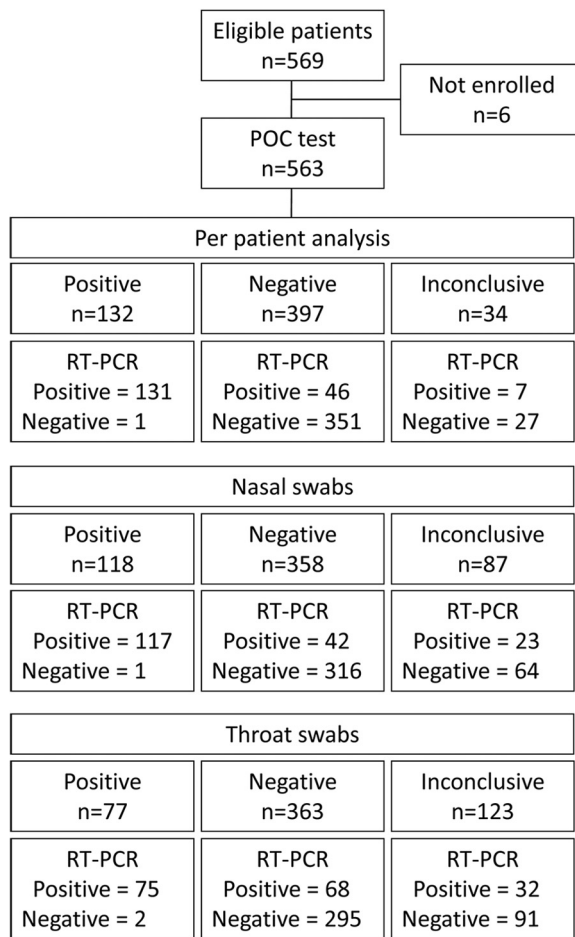 Eligible patients
n=569
Not enrolled
n=6
POC test
n=563
Per patient analysis
Positive
n=132
Negative
n=397
Inconclusive
n=34
RT-PCR
Positive = 131
Negative = 1
RT-PCR
Positive = 46
Negative = 351
RT-PCR
Positive = 7
Negative = 27
Nasal swabs
Positive
n=118
Negative
n=358
Inconclusive
n=87
RT-PCR
Positive = 117
Negative = 1
RT-PCR
Positive = 42
Negative = 316
RT-PCR
Positive = 23
Negative = 64
Throat swabs
Positive
n=77
Negative
n=363
Inconclusive
n=123
RT-PCR
Positive = 75
Negative = 2
RT-PCR
Positive = 68
Negative = 295
RT-PCR
Positive = 32
Negative = 91